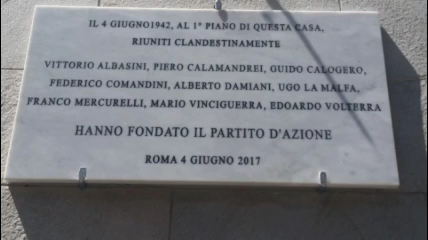 IL 4 GIUGNO1942, AL 1° PIANO DI QUESTA CASA,
RIUNITI CLANDESTINAMENTE
VITTORIO ALBASINI, PIERO CALAMANDREI, GUIDO CALOGERO,
FEDERICO COMANDINI, ALBERTO DAMIANI, UGO LA MALFA,
FRANCO MERCURELLI, MARIO VINCIGUERRA, EDOARDO VOLTERRA
HANNO FONDATO IL PARTITO D'AZIONE
ROMA 4 GIUGNO 2017